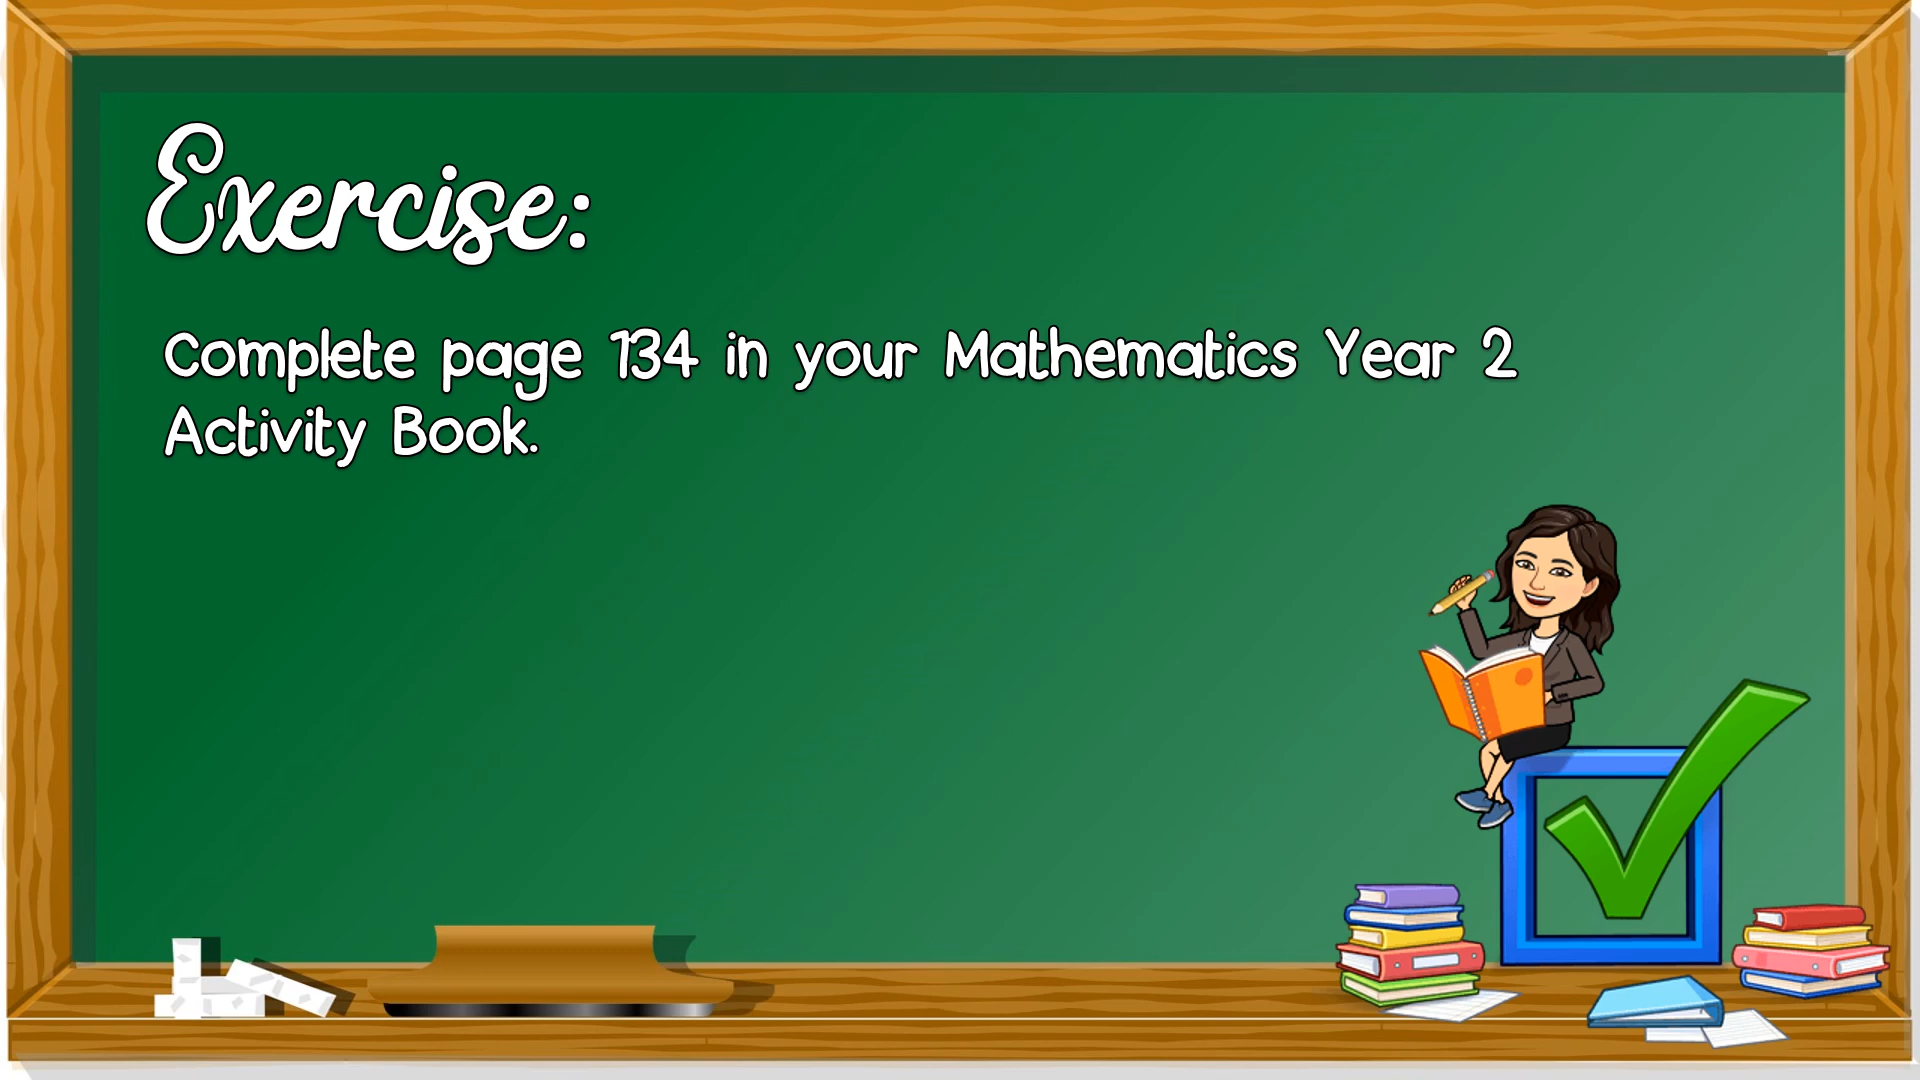 Exercise:
Complete page 134 in your Mathematics Year 2
Activity Book.